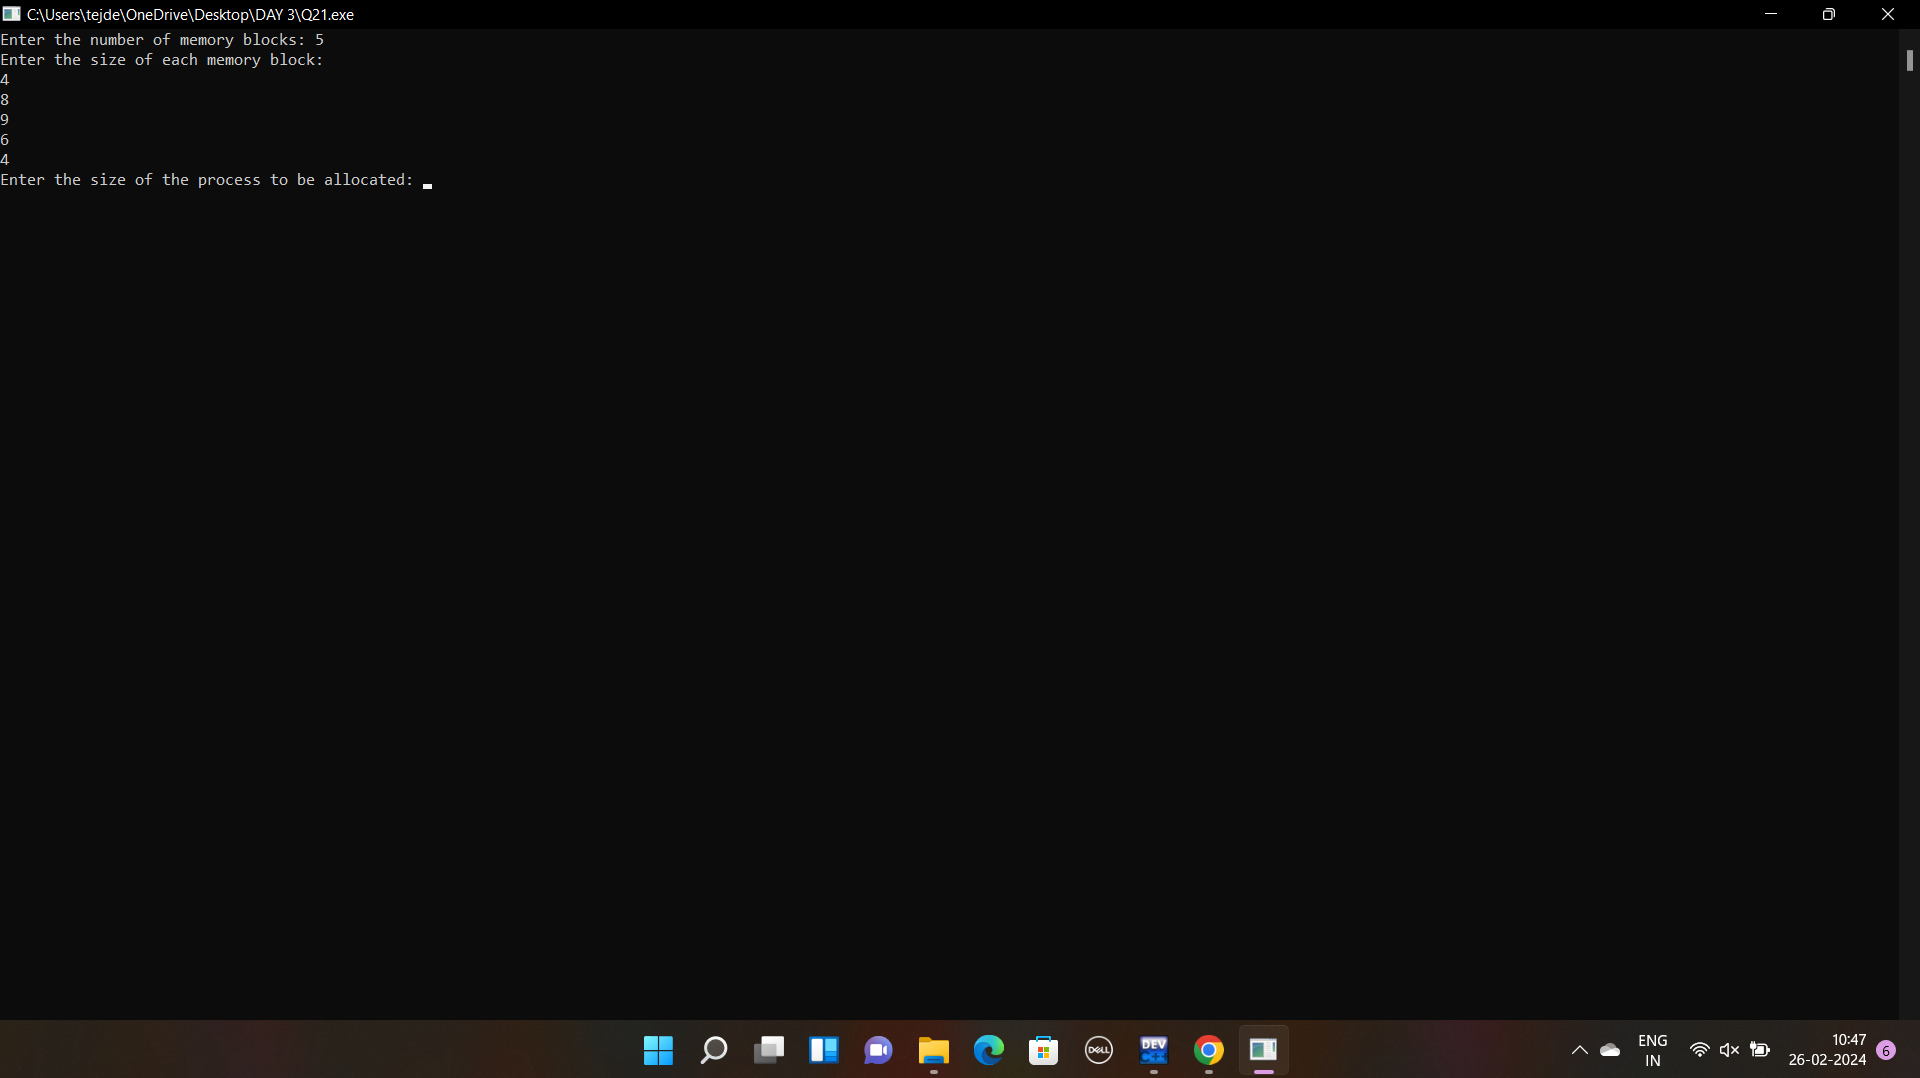 C:\Users\tejde\OneDrive\Desktop\DAY 3\Q21.exe
Enter the number of memory blocks: 5
Enter the size of each memory block:
4
8
9
6
4
Enter the size of the process to be allocated:
DELL
DEV
C++
ENG
IN
10:47
26-02-2024
6